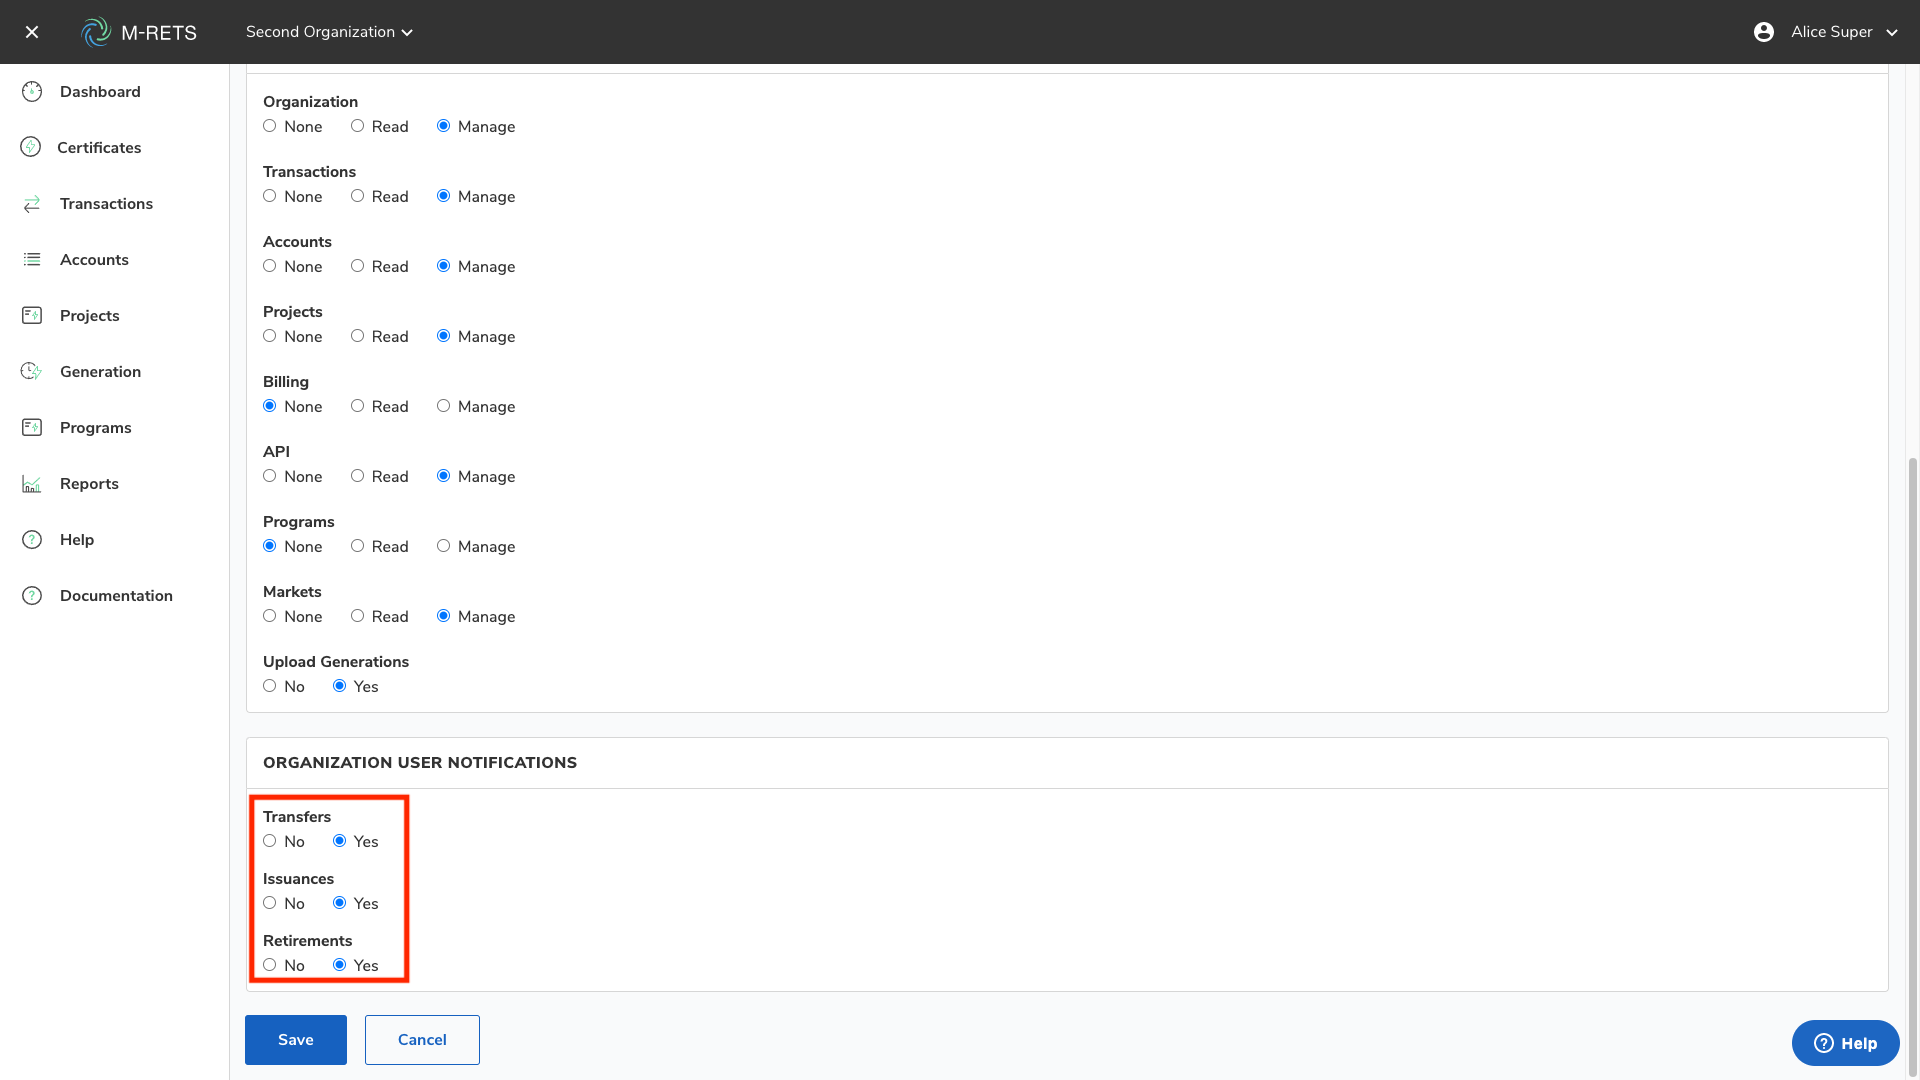 M-RETS
Second Organization
Alice Super
Dashboard
Certificates
Transactions
Accounts
Projects
Generation
Programs
Reports
Help
Documentation
Organization
None Read Manage
Transactions
None Read Manage
Accounts
None Read Manage
Projects
None Read Manage
Billing
None Read Manage
API
None Read Manage
Programs
None Read Manage
Markets
None Read Manage
Upload Generations
No Yes
ORGANIZATION USER NOTIFICATIONS
Transfers
No Yes
Issuances
No Yes
Retirements
No Yes
Save Cancel
Help